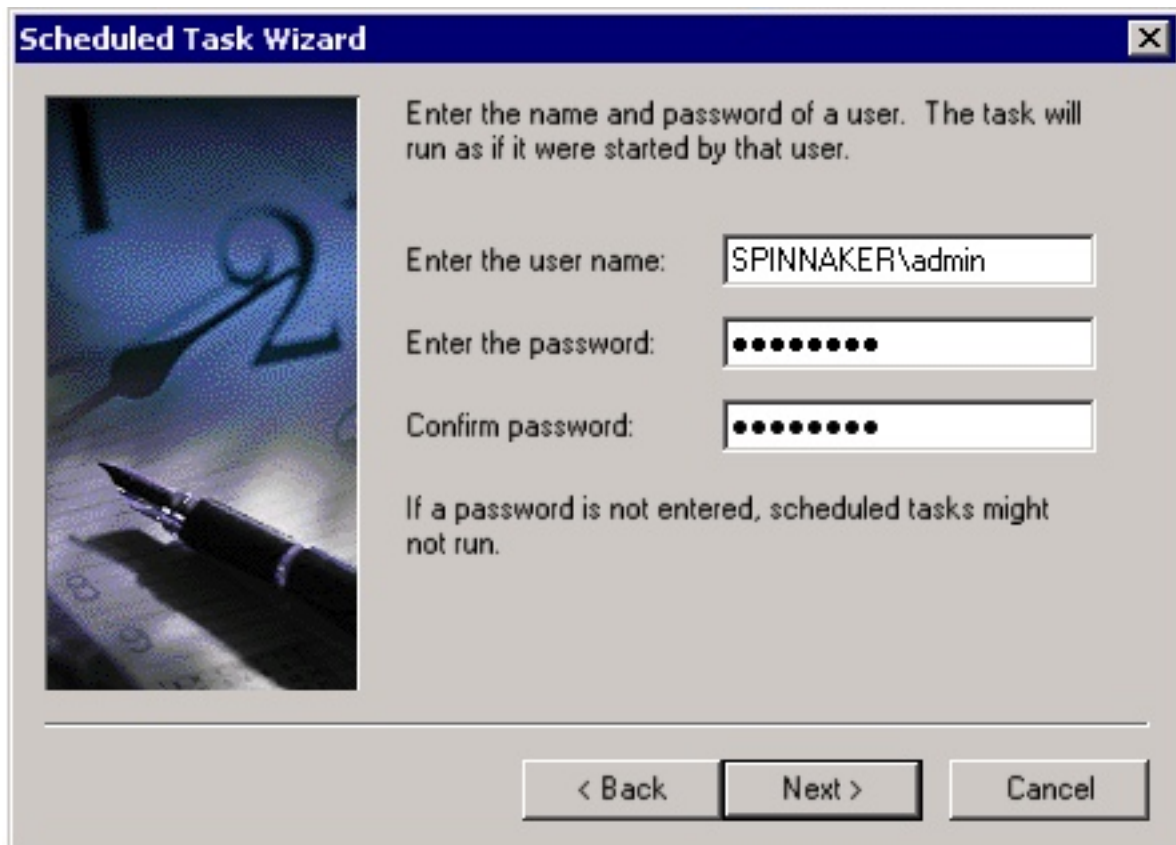 Scheduled Task Wizard
Enter the name and password of a user. The task will
run as if it were started by that user.
Enter the user name: SPINNAKER\admin
Enter the password: ●●●●●●●●
Confirm password: ●●●●●●●●
If a password is not entered, scheduled tasks might
not run.
< Back Next > Cancel